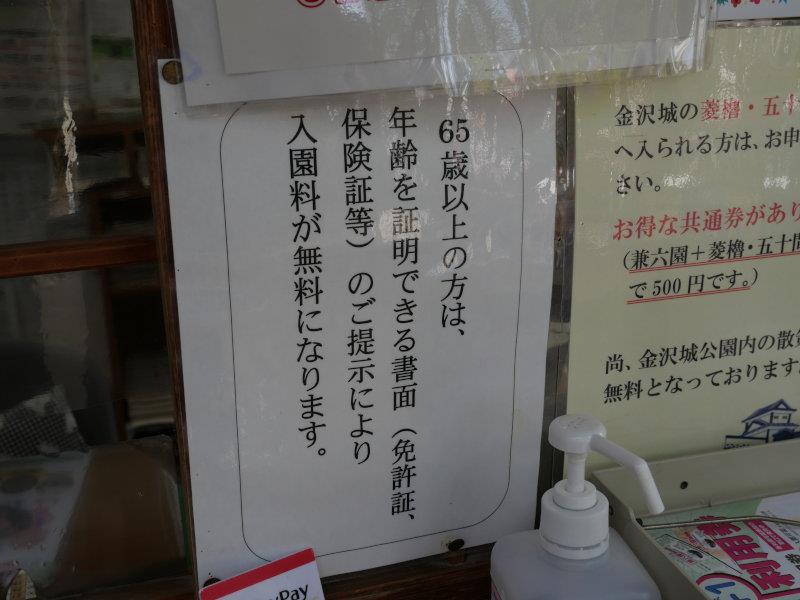 65歳以上の方は、
年齢を証明できる書面（免許証、
保険証等）のご提示により
入園料が無料になります。
金沢城の菱櫓・五十
へ入られる方は、お申
さい。
お得な共通券があり
（兼六園＋菱櫓・五十間
で500円です。）
尚、金沢城公園内の散
無料となっております
Pay